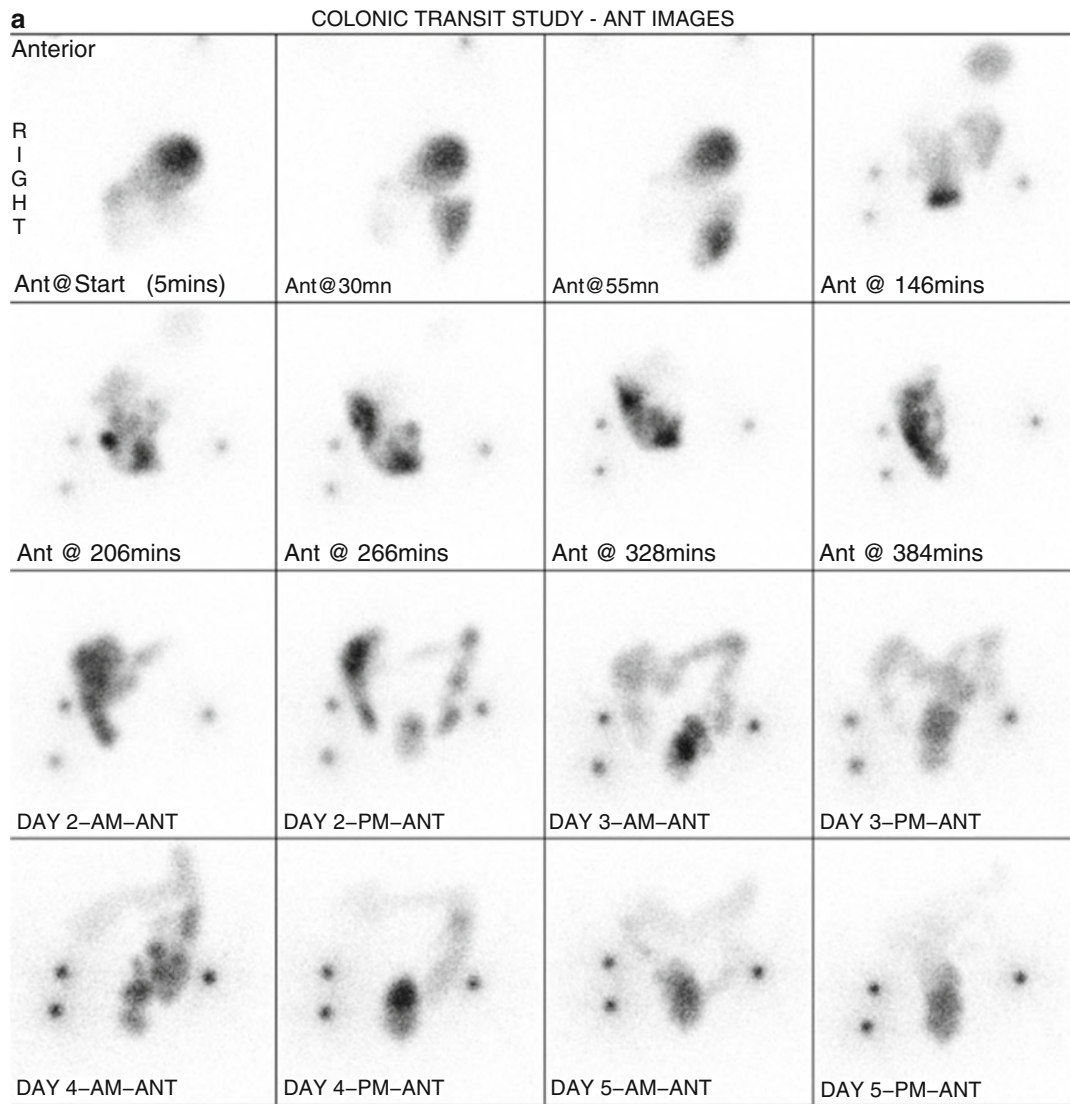 a
COLONIC TRANSIT STUDY - ANT IMAGES
Anterior
R
I
G
H
T
Ant@Start (5mins)
Ant@30mn
Ant@55mn
Ant @ 146mins
Ant @ 206mins
Ant @ 266mins
Ant @ 328mins
Ant @ 384mins
DAY 2–AM–ANT
DAY 2–PM–ANT
DAY 3–AM–ANT
DAY 3–PM–ANT
DAY 4–AM–ANT
DAY 4–PM–ANT
DAY 5–AM–ANT
DAY 5–PM–ANT